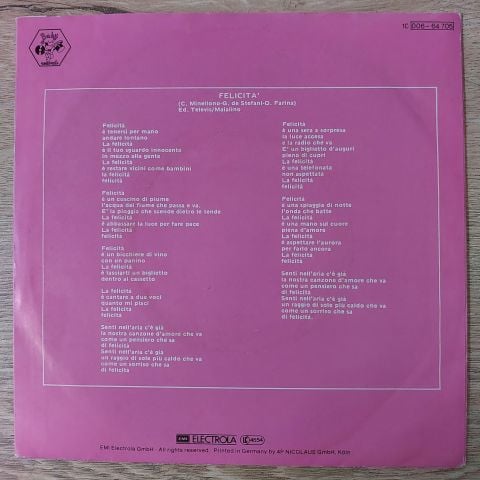 Baby
1C 006-64 705
FELICITA'
(C. Minellono-G. de Stefani-D. Farina)
Ed. Televis/Maialino
Felicità
è tenersi per mano
andare lontano
La felicità
è il tuo sguardo innocente
in mezzo alla gente
La felicità
è restare vicini come bambini
la felicità
felicità
Felicità
è un cuscino di piume
l'acqua del fiume che passa e va,
E' la pioggia che scende dietro le tende
La felicità
è abbassare la luce per fare pace
La felicità
felicità
Felicità
è un bicchiere di vino
con un panino
La felicità
è lasciarti un biglietto
dentro al cassetto
La felicità
è cantare a due voci
quanto mi piaci
La felicità
felicità
Senti nell'aria c'è già
la nostra canzone d'amore che va
come un pensiero che sa
di felicità
Senti nell'aria c'è già
un raggio di sole più caldo che va
come un sorriso che sa
di felicità
Felicità
è una sera a sorpresa
la luce accesa
e la radio che va
E' un biglietto d'auguri
pieno di cuori
La felicità
è una telefonata
non aspettata
La felicità
felicità
Felicità
è una spiaggia di notte
l'onda che batte
La felicità
è una mano sul cuore
piena d'amore
La felicità
è aspettare l'aurora
per farlo ancora
La felicità
felicità
Senti nell'aria c'è già
la nostra canzone d'amore che va
come un pensiero che sa
di felicità
Senti nell'aria c'è già
un raggio di sole più caldo che va
come un sorriso che sa
di felicità.
EMI ELECTROLA LC 14554
EMI Electrola GmbH · All rights reserved · Printed in Germany by 4P NICOLAUS GmbH, Köln